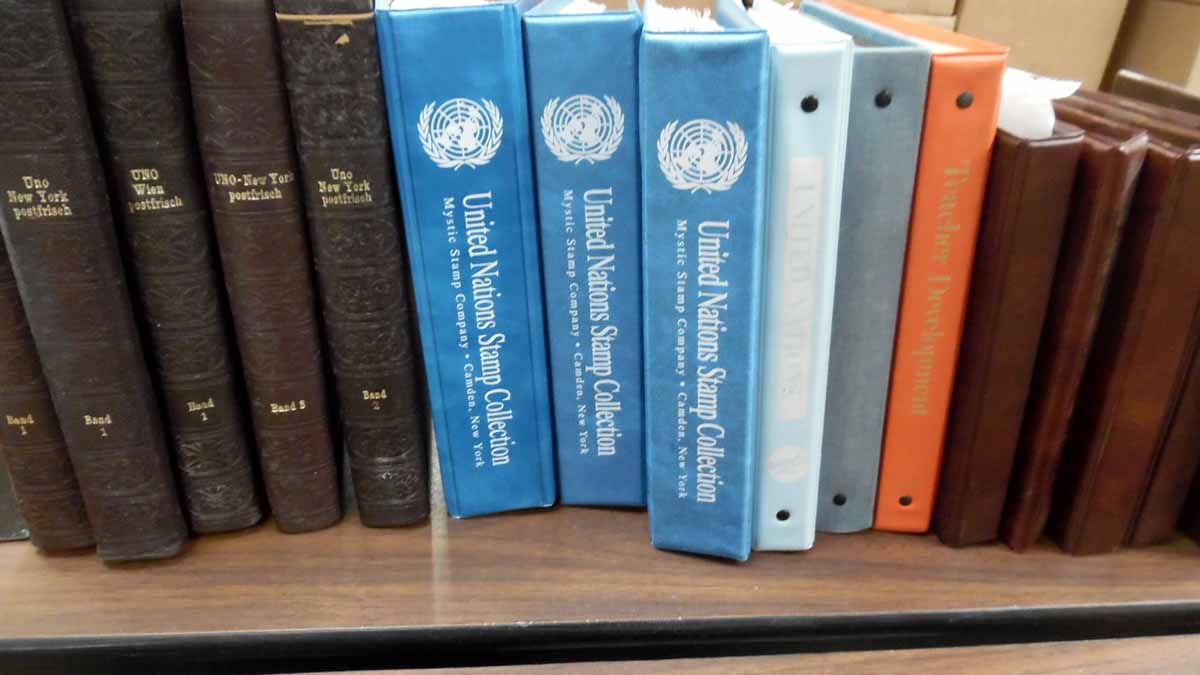 Band
1
Uno
New York
postfrisch
Band
1
UNO
Wien
postfrisch
Band
1
UNO-New York
postfrisch
Band 3
Uno
New York
postfrisch
Band
2
United Nations Stamp Collection
Mystic Stamp Company • Camden, New York
United Nations Stamp Collection
Mystic Stamp Company • Camden, New York
United Nations Stamp Collection
Mystic Stamp Company • Camden, New York
UNITED NATIONS
Teacher Development